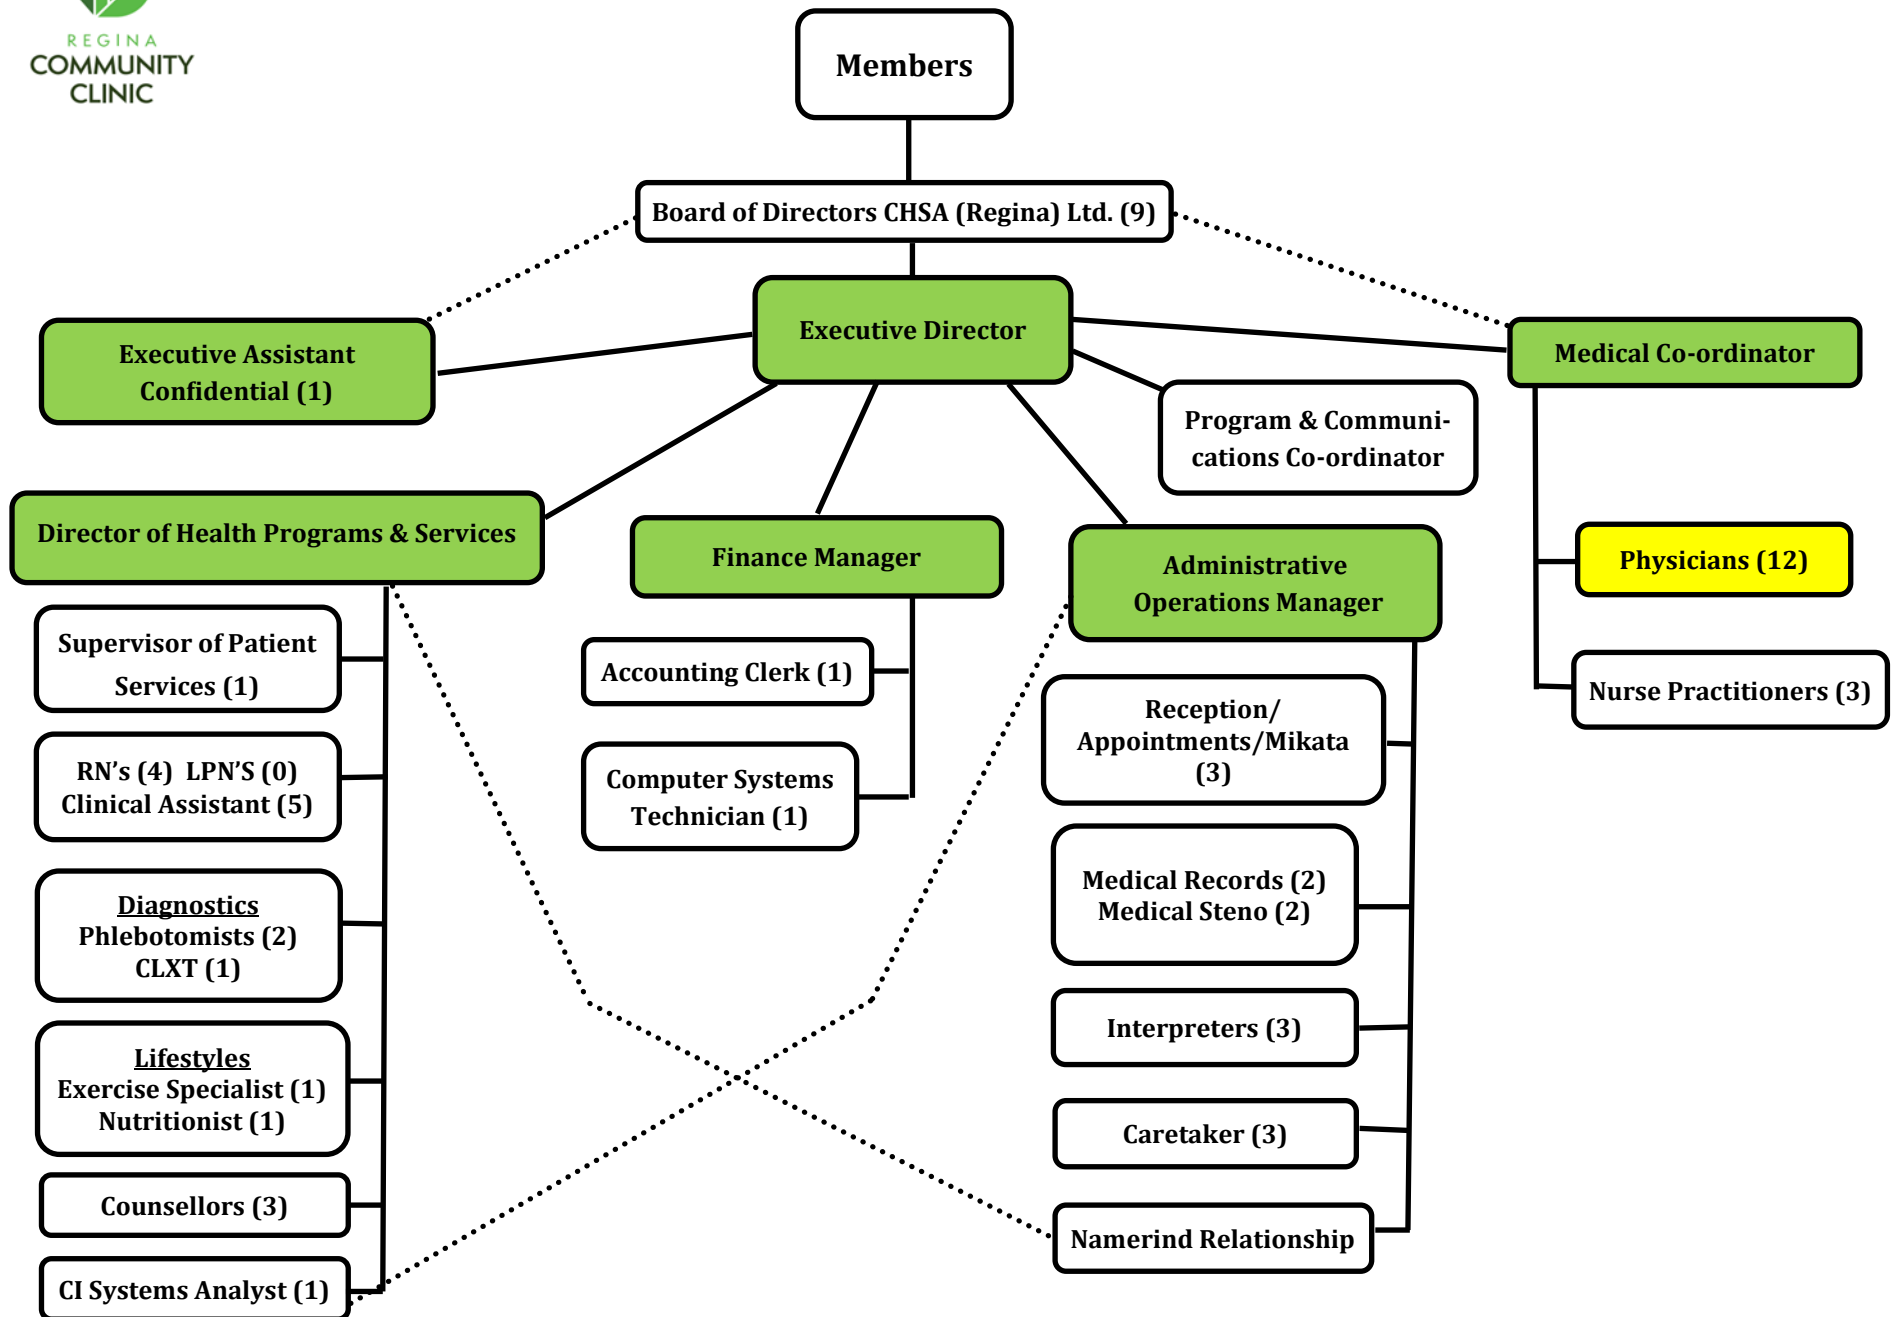 REGINA
COMMUNITY
CLINIC
Members
Board of Directors CHSA (Regina) Ltd. (9)
Executive Director
Executive Assistant
Confidential (1)
Medical Co-ordinator
Program & Communi-
cations Co-ordinator
Director of Health Programs & Services
Finance Manager
Administrative
Operations Manager
Physicians (12)
Nurse Practitioners (3)
Supervisor of Patient
Services (1)
RN’s (4)  LPN’S (0)
Clinical Assistant (5)
Diagnostics
Phlebotomists (2)
CLXT (1)
Lifestyles
Exercise Specialist (1)
Nutritionist (1)
Counsellors (3)
CI Systems Analyst (1)
Accounting Clerk (1)
Computer Systems
Technician (1)
Reception/
Appointments/Mikata
(3)
Medical Records (2)
Medical Steno (2)
Interpreters (3)
Caretaker (3)
Namerind Relationship